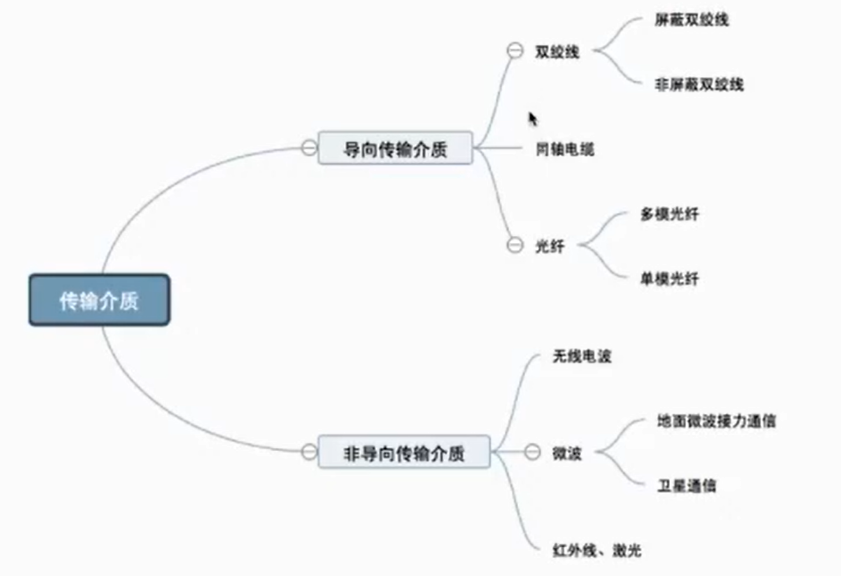 传输介质
导向传输介质
双绞线
屏蔽双绞线
非屏蔽双绞线
同轴电缆
光纤
多模光纤
单模光纤
非导向传输介质
无线电波
微波
地面微波接力通信
卫星通信
红外线、激光